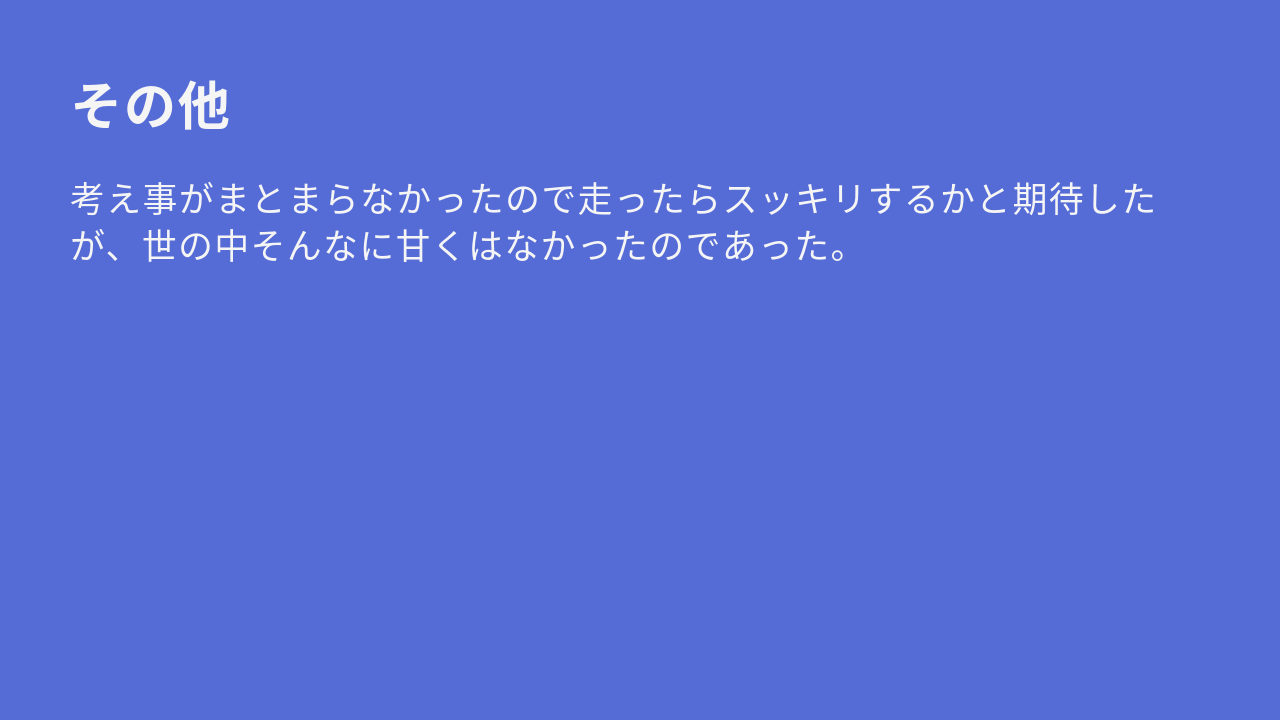 その他
考え事がまとまらなかったので走ったらスッキリするかと期待した
が、世の中そんなに甘くはなかったのであった。